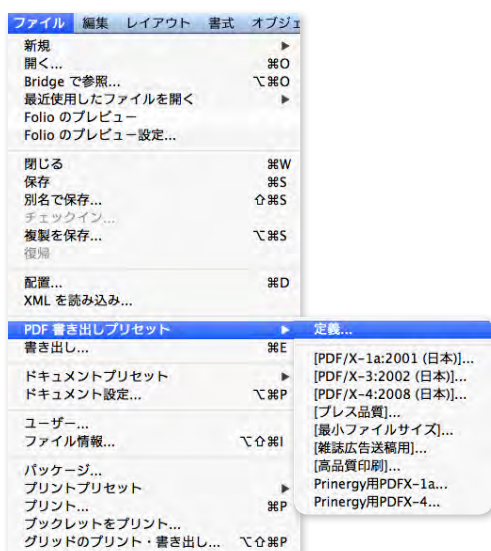 ファイル 編集 レイアウト 書式 オブジェ
新規 ▶
開く... ⌘O
Bridge で参照... ⌥⌘O
最近使用したファイルを開く ▶
Folio のプレビュー
Folio のプレビュー設定...
閉じる ⌘W
保存 ⌘S
別名で保存... ⇧⌘S
チェックイン...
複製を保存... ⌥⌘S
復帰
配置... ⌘D
XML を読み込み...
PDF 書き出しプリセット ▶
書き出し... ⌘E
ドキュメントプリセット ▶
ドキュメント設定... ⌥⌘P
ユーザー...
ファイル情報... ⌥⇧⌘I
パッケージ...
プリントプリセット ▶
プリント... ⌘P
ブックレットをプリント...
グリッドのプリント・書き出し... ⌥⇧⌘P
定義...
[PDF/X-1a:2001 (日本)]...
[PDF/X-3:2002 (日本)]...
[PDF/X-4:2008 (日本)]...
[プレス品質]...
[最小ファイルサイズ]...
[雑誌広告送稿用]...
[高品質印刷]...
Prinergy用PDFX-1a...
Prinergy用PDFX-4...